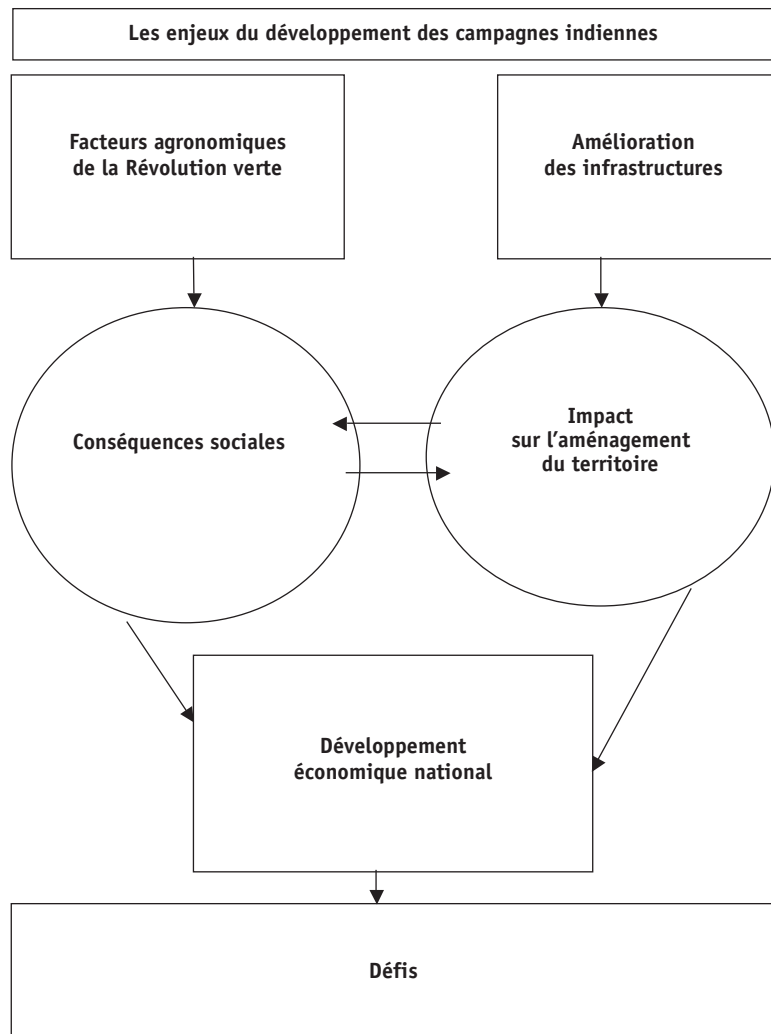 Les enjeux du développement des campagnes indiennes
Facteurs agronomiques
de la Révolution verte
Amélioration
des infrastructures
Conséquences sociales
Impact
sur l'aménagement
du territoire
Développement
économique national
Défis